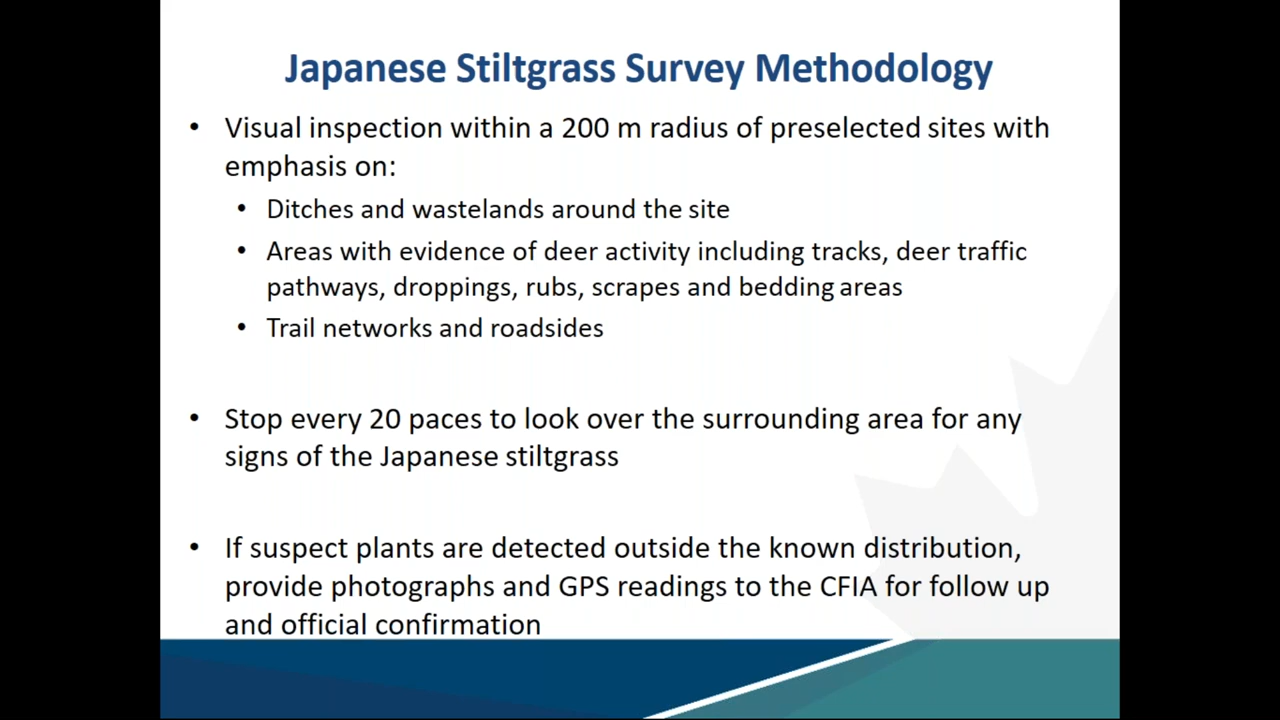 Japanese Stiltgrass Survey Methodology
• Visual inspection within a 200 m radius of preselected sites with
emphasis on:
• Ditches and wastelands around the site
• Areas with evidence of deer activity including tracks, deer traffic
pathways, droppings, rubs, scrapes and bedding areas
• Trail networks and roadsides
• Stop every 20 paces to look over the surrounding area for any
signs of the Japanese stiltgrass
• If suspect plants are detected outside the known distribution,
provide photographs and GPS readings to the CFIA for follow up
and official confirmation